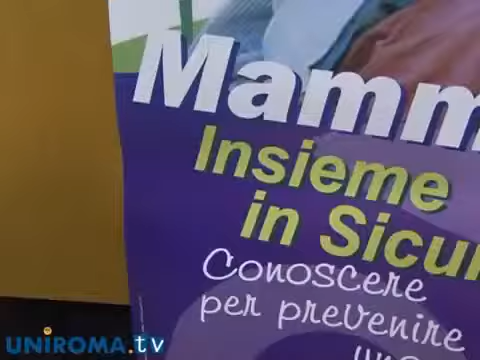 Mamm
Insieme
in Sicu
Conoscere
per prevenire
UNIROMA.tv